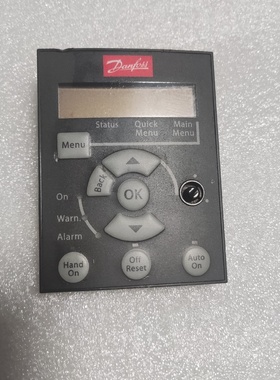 Danfoss
Status Quick Menu Main Menu
Menu
Back
OK
On
Warn.
Alarm
Hand On
Off Reset
Auto On